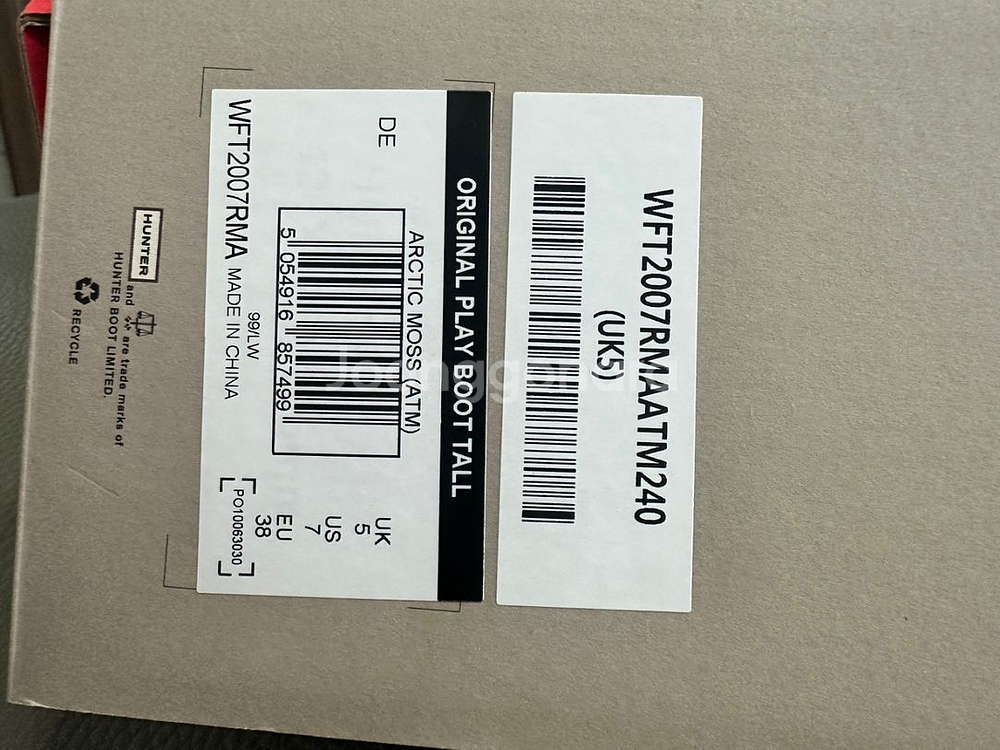 WFT2007RMAATM240
(UK5)
ORIGINAL PLAY BOOT TALL
DE
ARCTIC MOSS (ATM)
5 054916 857499
UK
5
US
7
EU
38
99/LW
WFT2007RMA MADE IN CHINA
PO10063030
HUNTER
and are trade marks of
HUNTER BOOT LIMITED.
RECYCLE
Joonggonara